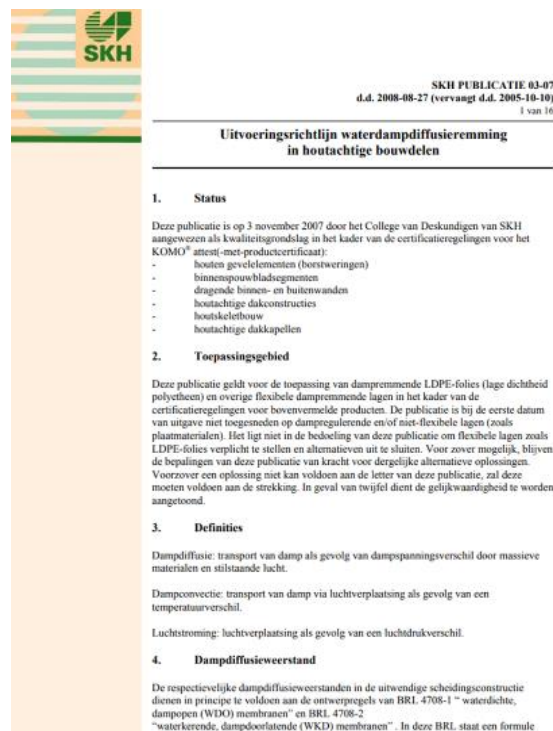 SKH
SKH PUBLICATIE 03-07
d.d. 2008-08-27 (vervangt d.d. 2005-10-10)
1 van 16
Uitvoeringsrichtlijn waterdampdiffusieremming
in houtachtige bouwdelen
1. Status
Deze publicatie is op 3 november 2007 door het College van Deskundigen van SKH
aangewezen als kwaliteitsgrondslag in het kader van de certificatieregelingen voor het
KOMO® attest(-met-productcertificaat):
- houten gevelelementen (borstweringen)
- binnenspouwbladsegmenten
- dragende binnen- en buitenwanden
- houtachtige dakconstructies
- houtskeletbouw
- houtachtige dakkapellen
2. Toepassingsgebied
Deze publicatie geldt voor de toepassing van dampremmende LDPE-folies (lage dichtheid
polyetheen) en overige flexibele dampremmende lagen in het kader van de
certificatieregelingen voor bovenvermelde producten. De publicatie is bij de eerste datum
van uitgave niet toegesneden op dampregulerende en/of niet-flexibele lagen (zoals
plaatmaterialen). Het ligt niet in de bedoeling van deze publicatie om flexibele lagen zoals
LDPE-folies verplicht te stellen en alternatieven uit te sluiten. Voor zover mogelijk, blijven
de bepalingen van deze publicatie van kracht voor dergelijke alternatieve oplossingen.
Voorzover een oplossing niet kan voldoen aan de letter van deze publicatie, zal deze
moeten voldoen aan de strekking. In geval van twijfel dient de gelijkwaardigheid te worden
aangetoond.
3. Definities
Dampdiffusie: transport van damp als gevolg van dampspanningsverschil door massieve
materialen en stilstaande lucht.
Dampconvectie: transport van damp via luchtverplaatsing als gevolg van een
temperatuurverschil.
Luchtstroming: luchtverplaatsing als gevolg van een luchtdrukverschil.
4. Dampdiffusieweerstand
De respectievelijke dampdiffusieweerstanden in de uitwendige scheidingsconstructie
dienen in principe te voldoen aan de ontwerpregels van BRL 4708-1 “ waterdichte,
dampopen (WDO) membranen” en BRL 4708-2
“waterkerende, dampdoorlatende (WKD) membranen” . In deze BRL staat een formule